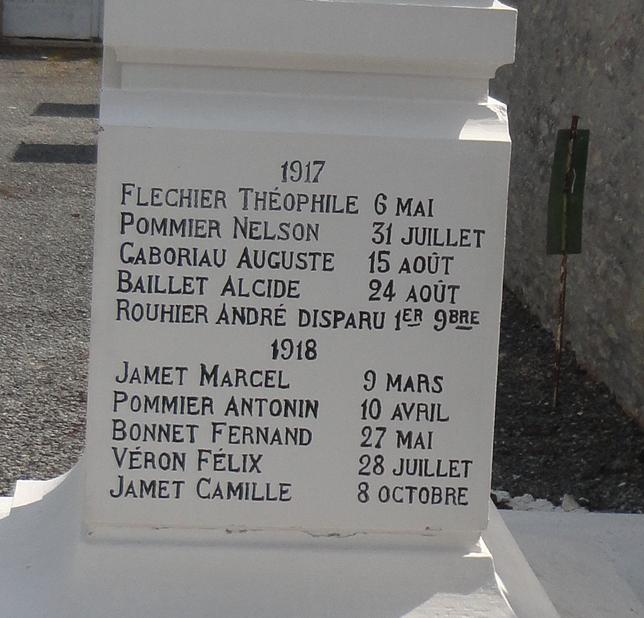 1917
FLECHIER THÉOPHILE 6 MAI
POMMIER NELSON 31 JUILLET
GABORIAU AUGUSTE 15 AOÛT
BAILLET ALCIDE 24 AOÛT
ROUHIER ANDRÉ DISPARU 1ER 9BRE
1918
JAMET MARCEL 9 MARS
POMMIER ANTONIN 10 AVRIL
BONNET FERNAND 27 MAI
VÉRON FÉLIX 28 JUILLET
JAMET CAMILLE 8 OCTOBRE